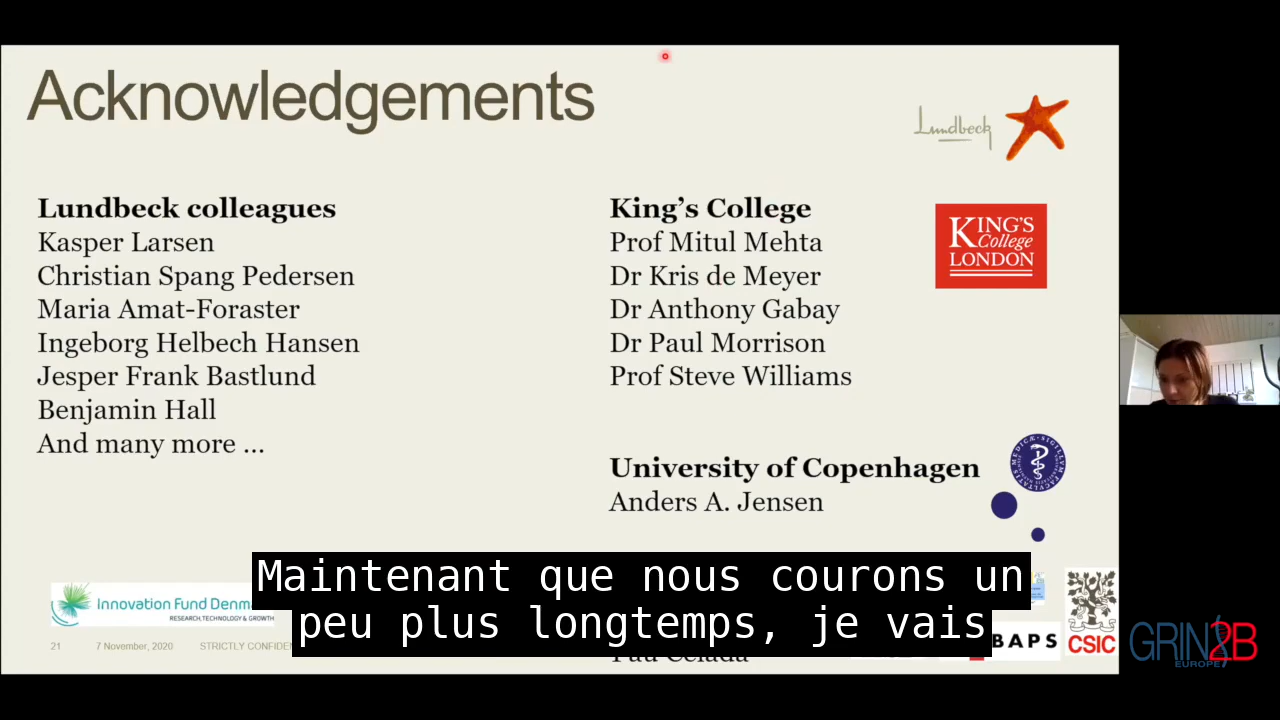 Acknowledgements
Lundbeck
Lundbeck colleagues
Kasper Larsen
Christian Spang Pedersen
Maria Amat-Foraster
Ingeborg Helbech Hansen
Jesper Frank Bastlund
Benjamin Hall
And many more ...
King's College
Prof Mitul Mehta
Dr Kris de Meyer
Dr Anthony Gabay
Dr Paul Morrison
Prof Steve Williams
KING'S
College
LONDON
University of Copenhagen
Anders A. Jensen
Innovation Fund Denma
RESEARCH, TECHNOLOGY & GROWTH
21 7 November, 2020 STRICTLY CONFIDEN
Maintenant que nous courons un
peu plus longtemps, je vais
BAPS
CSIC
GRIN2B
EUROPE